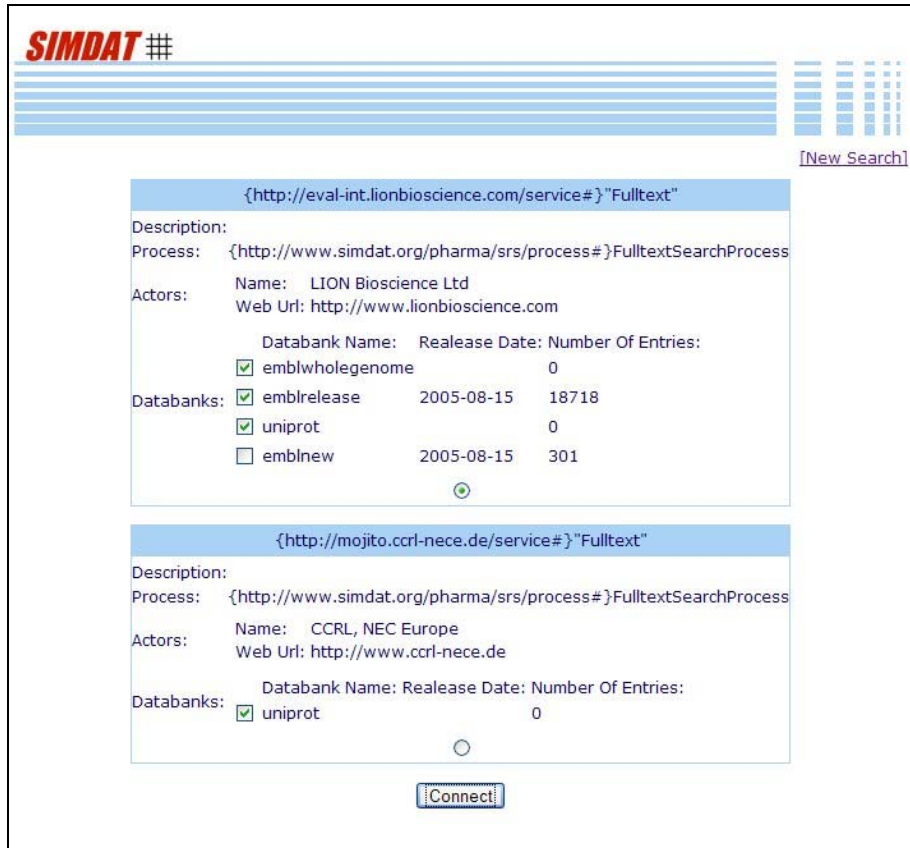 SIMDAT
[New Search]
{http://eval-int.lionbioscience.com/service#}"Fulltext"
Description:
Process: {http://www.simdat.org/pharma/srs/process#}FulltextSearchProcess
Actors: Name: LION Bioscience Ltd
Web Url: http://www.lionbioscience.com
Databank Name: Realease Date: Number Of Entries:
emblwholegenome 0
Databanks: emblrelease 2005-08-15 18718
uniprot 0
emblnew 2005-08-15 301
{http://mojito.ccrl-nece.de/service#}"Fulltext"
Description:
Process: {http://www.simdat.org/pharma/srs/process#}FulltextSearchProcess
Actors: Name: CCRL, NEC Europe
Web Url: http://www.ccrl-nece.de
Databanks: Databank Name: Realease Date: Number Of Entries:
uniprot 0
Connect